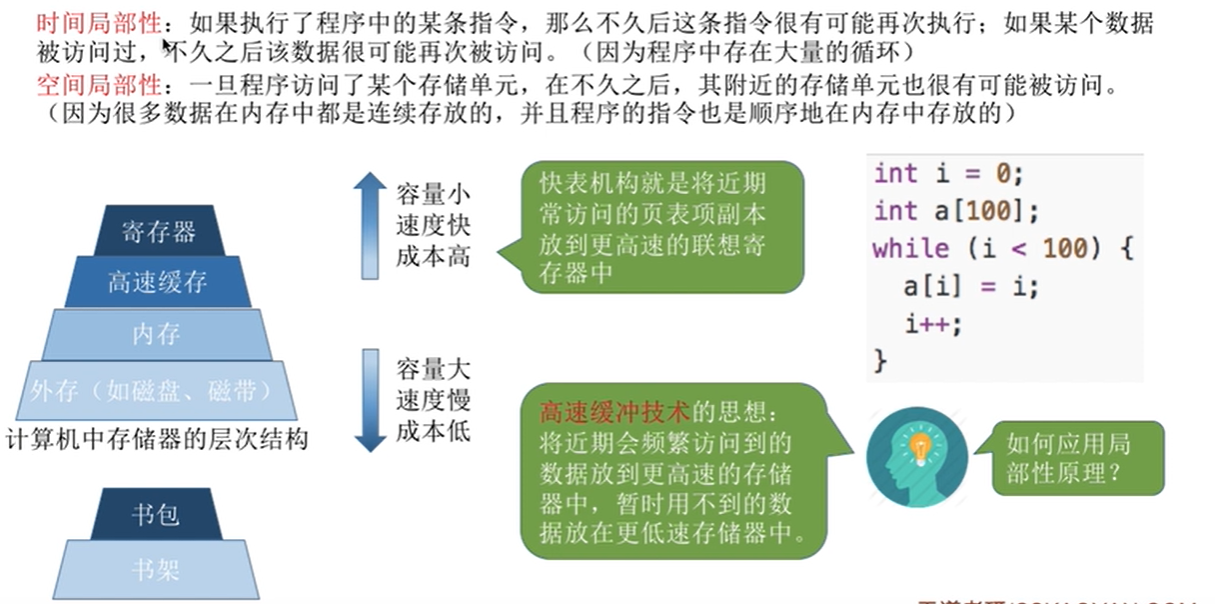 时间局部性：如果执行了程序中的某条指令，那么不久后这条指令很有可能再次执行；如果某个数据
被访问过，不久之后该数据很可能再次被访问。（因为程序中存在大量的循环）
空间局部性：一旦程序访问了某个存储单元，在不久之后，其附近的存储单元也很有可能被访问。
（因为很多数据在内存中都是连续存放的，并且程序的指令也是顺序地在内存中存放的）
寄存器
高速缓存
内存
外存（如磁盘、磁带）
计算机中存储器的层次结构
书包
书架
容量小
速度快
成本高
容量大
速度慢
成本低
快表机构就是将近期
常访问的页表项副本
放到更高速的联想寄
存器中
高速缓冲技术的思想：
将近期会频繁访问到的
数据放到更高速的存储
器中，暂时用不到的数
据放在更低速存储器中。
int i = 0;
int a[100];
while (i < 100) {
a[i] = i;
i++;
}
如何应用局
部性原理？